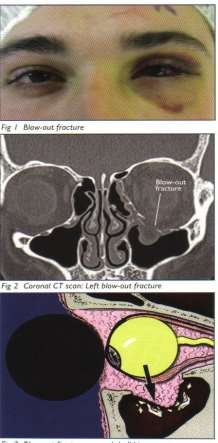 Fig 1 Blow-out fracture
Blow-out
fracture
Fig 2 Coronal CT scan: Left blow-out fracture